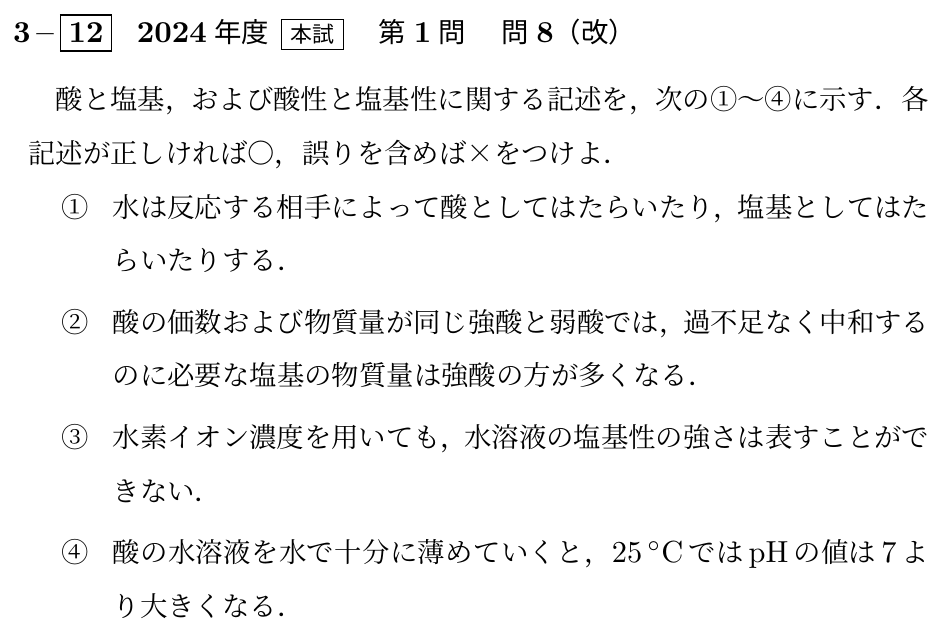 3－12 2024 年度 本試 第 1 問 問 8（改）
酸と塩基，および酸性と塩基性に関する記述を，次の①〜④に示す．各
記述が正しければ○，誤りを含めば×をつけよ．
① 水は反応する相手によって酸としてはたらいたり，塩基としてはた
らいたりする．
② 酸の価数および物質量が同じ強酸と弱酸では，過不足なく中和する
のに必要な塩基の物質量は強酸の方が多くなる．
③ 水素イオン濃度を用いても，水溶液の塩基性の強さは表すことがで
きない．
④ 酸の水溶液を水で十分に薄めていくと，25 °C では pH の値は 7 よ
り大きくなる．